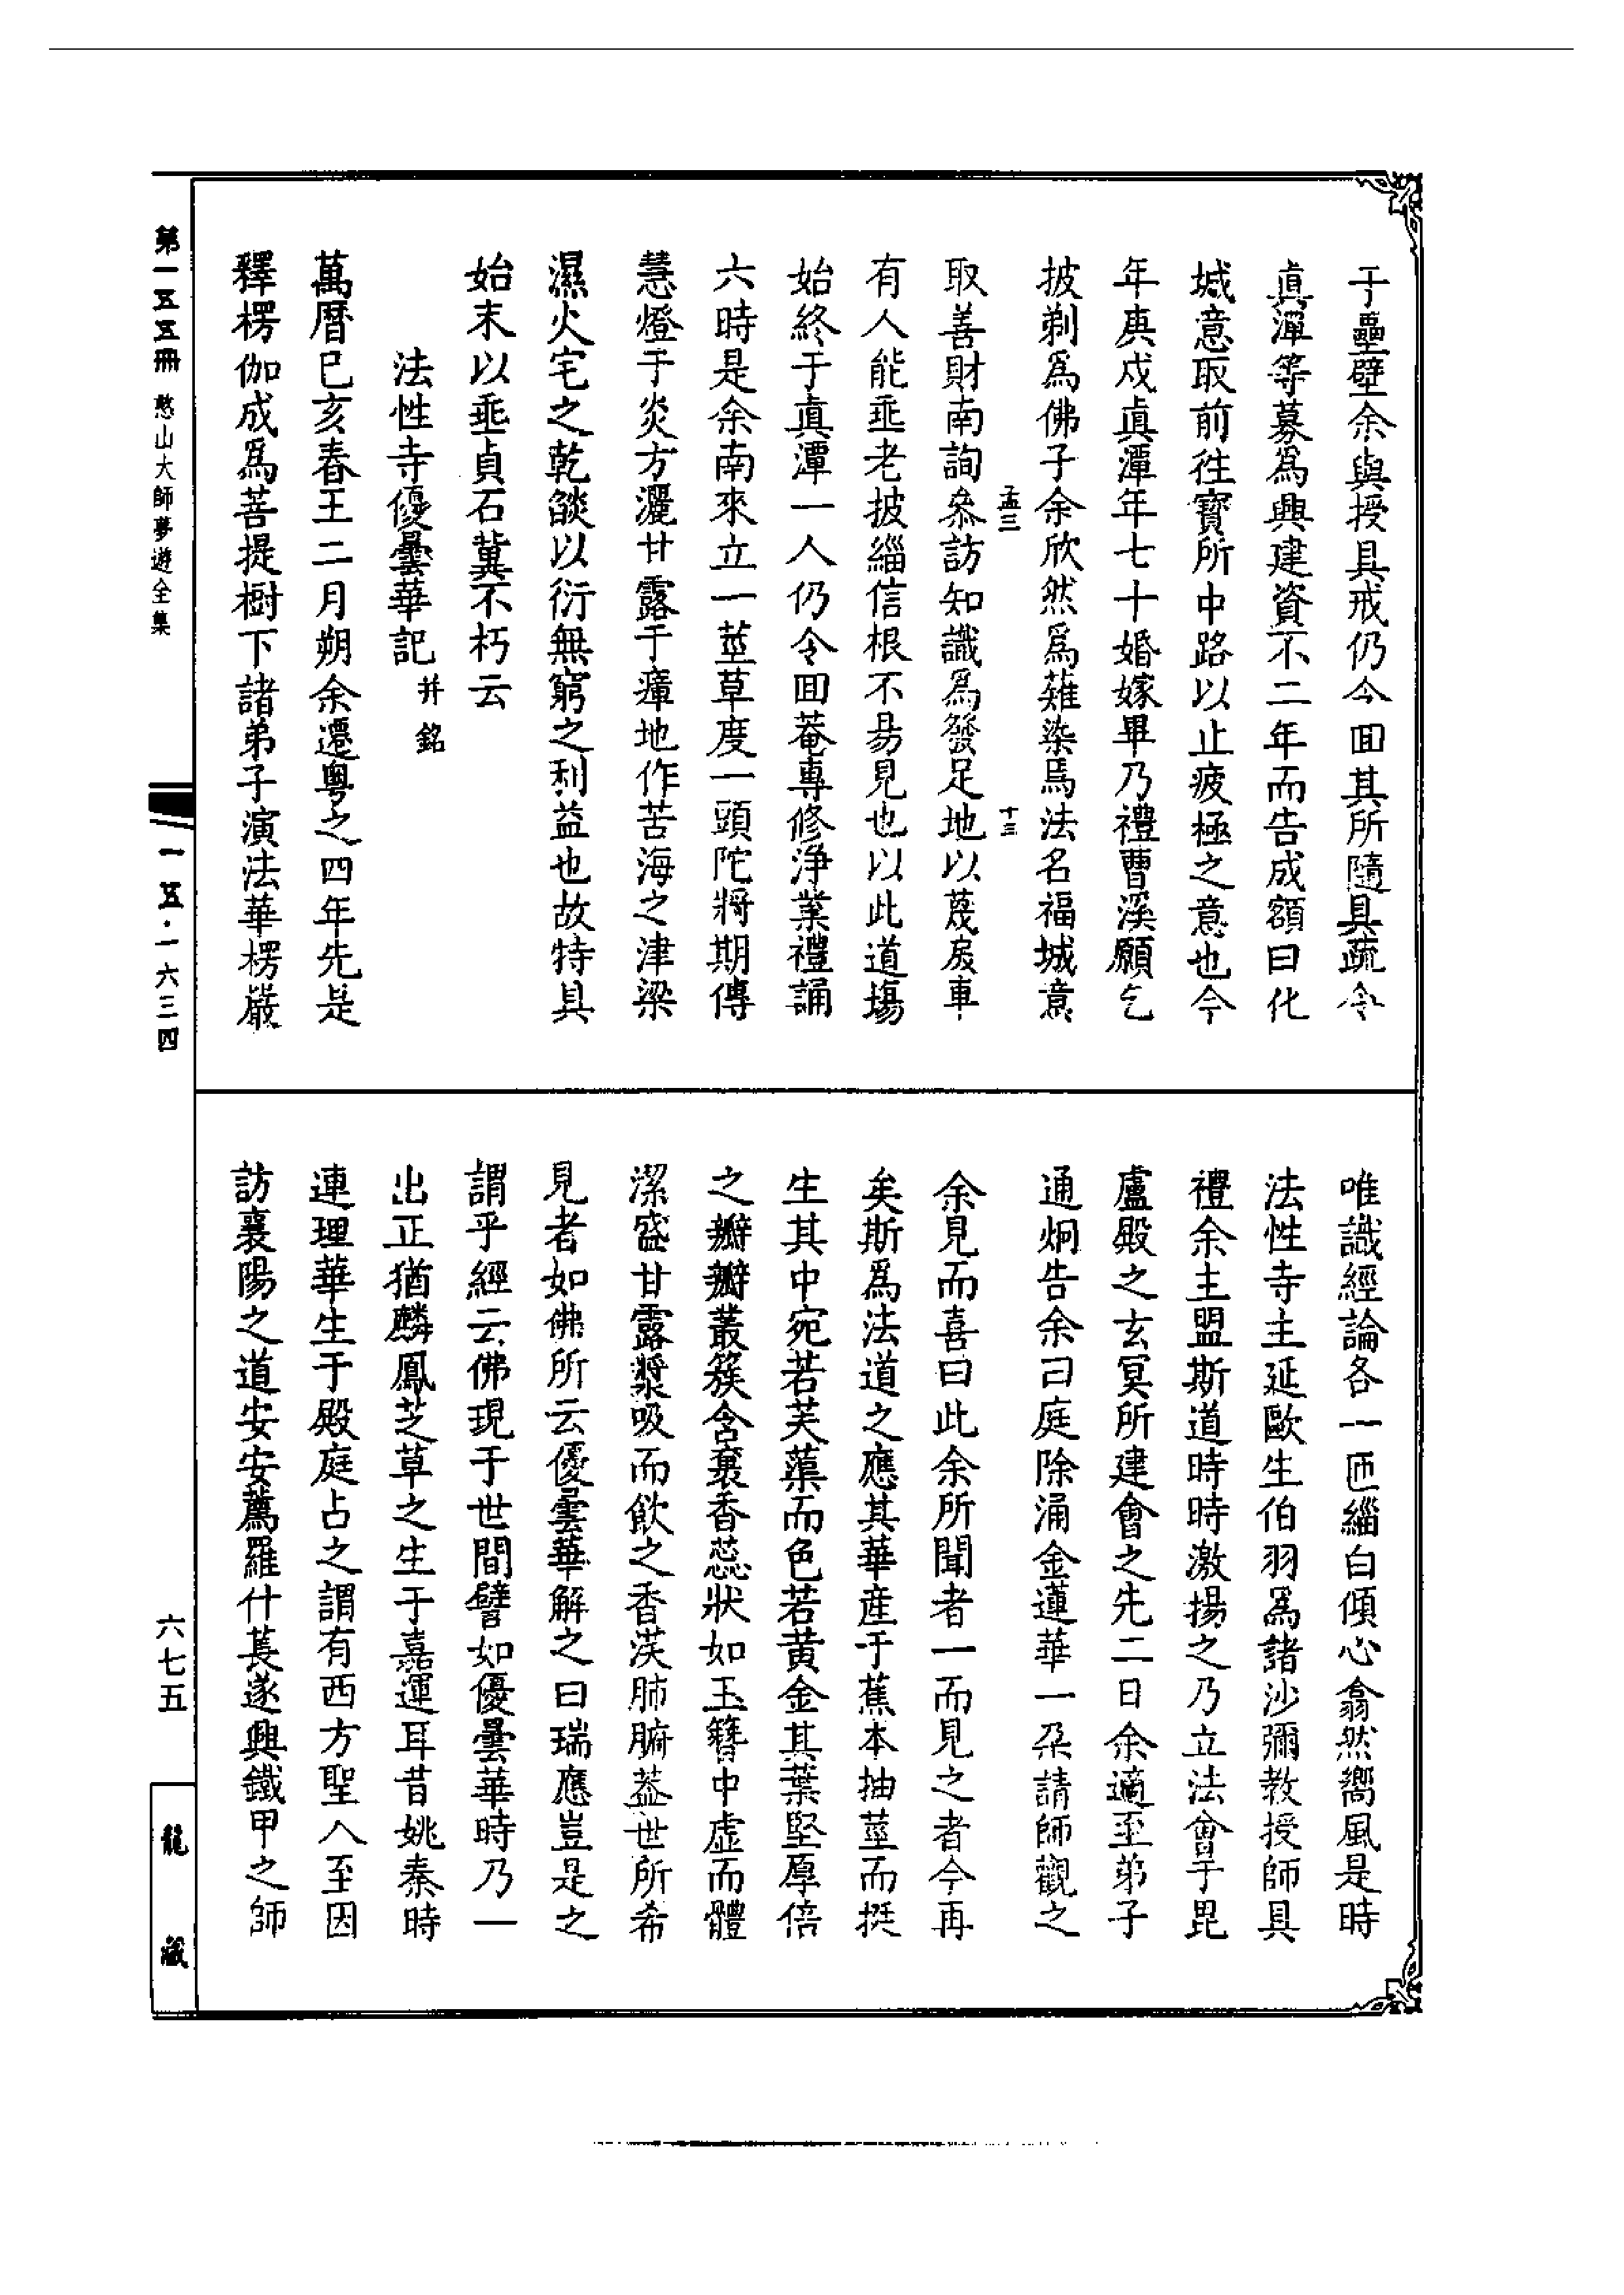 于壘壁余與授具戒仍令囬其所隨具疏令
真潭等募為興建資不二年而告成額曰化
城意取前往寶所中路以止疲極之意也今
年庚戍真潭年七十婚嫁畢乃禮曹溪願乞
披剃為佛子余欣然為薙染焉法名福城意
取善財南詢叅訪知識為發足地以蔑戾車
孟三
十三
有人能垂老披緇信根不易見也以此道場
始終于真潭一人仍令囬菴專修淨業禮誦
六時是余南來立一莖草度一頭陀將期傳
慧燈于炎方灑甘露于瘴地作苦海之津梁
濕火宅之乾燄以衍無窮之利益也故特具
始末以垂貞石冀不朽云
法性寺優曇華記 并銘
萬曆巳亥春王二月朔余遷粵之四年先是
釋楞伽成為菩提樹下諸弟子演法華楞嚴
唯識經論各一匝緇白傾心翕然嚮風是時
法性寺主延歐生伯羽為諸沙彌教授師具
禮余主盟斯道時時激揚之乃立法會于毘
盧殿之玄冥所建會之先二日余適至弟子
通炯告余曰庭除涌金蓮華一朶請師觀之
余見而喜曰此余所聞者一而見之者今再
矣斯為法道之應其華産于蕉本抽莖而挺
生其中宛若芙蕖而色若黄金其葉堅厚倍
之瓣瓣叢簇含裹香蕊狀如玉簪中虛而體
潔盛甘露漿吸而飲之香浹肺腑葢世所希
見者如佛所云優曇華解之曰瑞應豈是之
謂乎經云佛現于世間譬如優曇華時乃一
出正猶麟鳳芝草之生于嘉運耳昔姚秦時
連理華生于殿庭占之謂有西方聖人至因
訪襄陽之道安安薦羅什萇遂興鐵甲之師
第一五五冊 憨山大師夢遊全集
一五·一六三四
六七五
龍藏